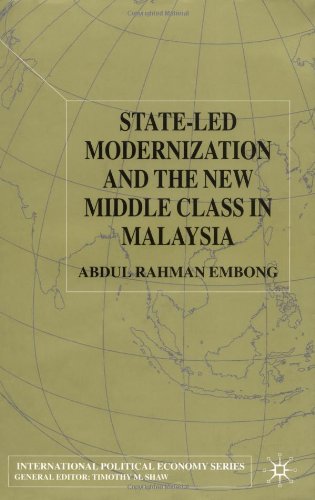 STATE-LED
MODERNIZATION
AND THE NEW
MIDDLE CLASS IN
MALAYSIA
ABDUL RAHMAN EMBONG
INTERNATIONAL POLITICAL ECONOMY SERIES
GENERAL EDITOR: TIMOTHY M. SHAW